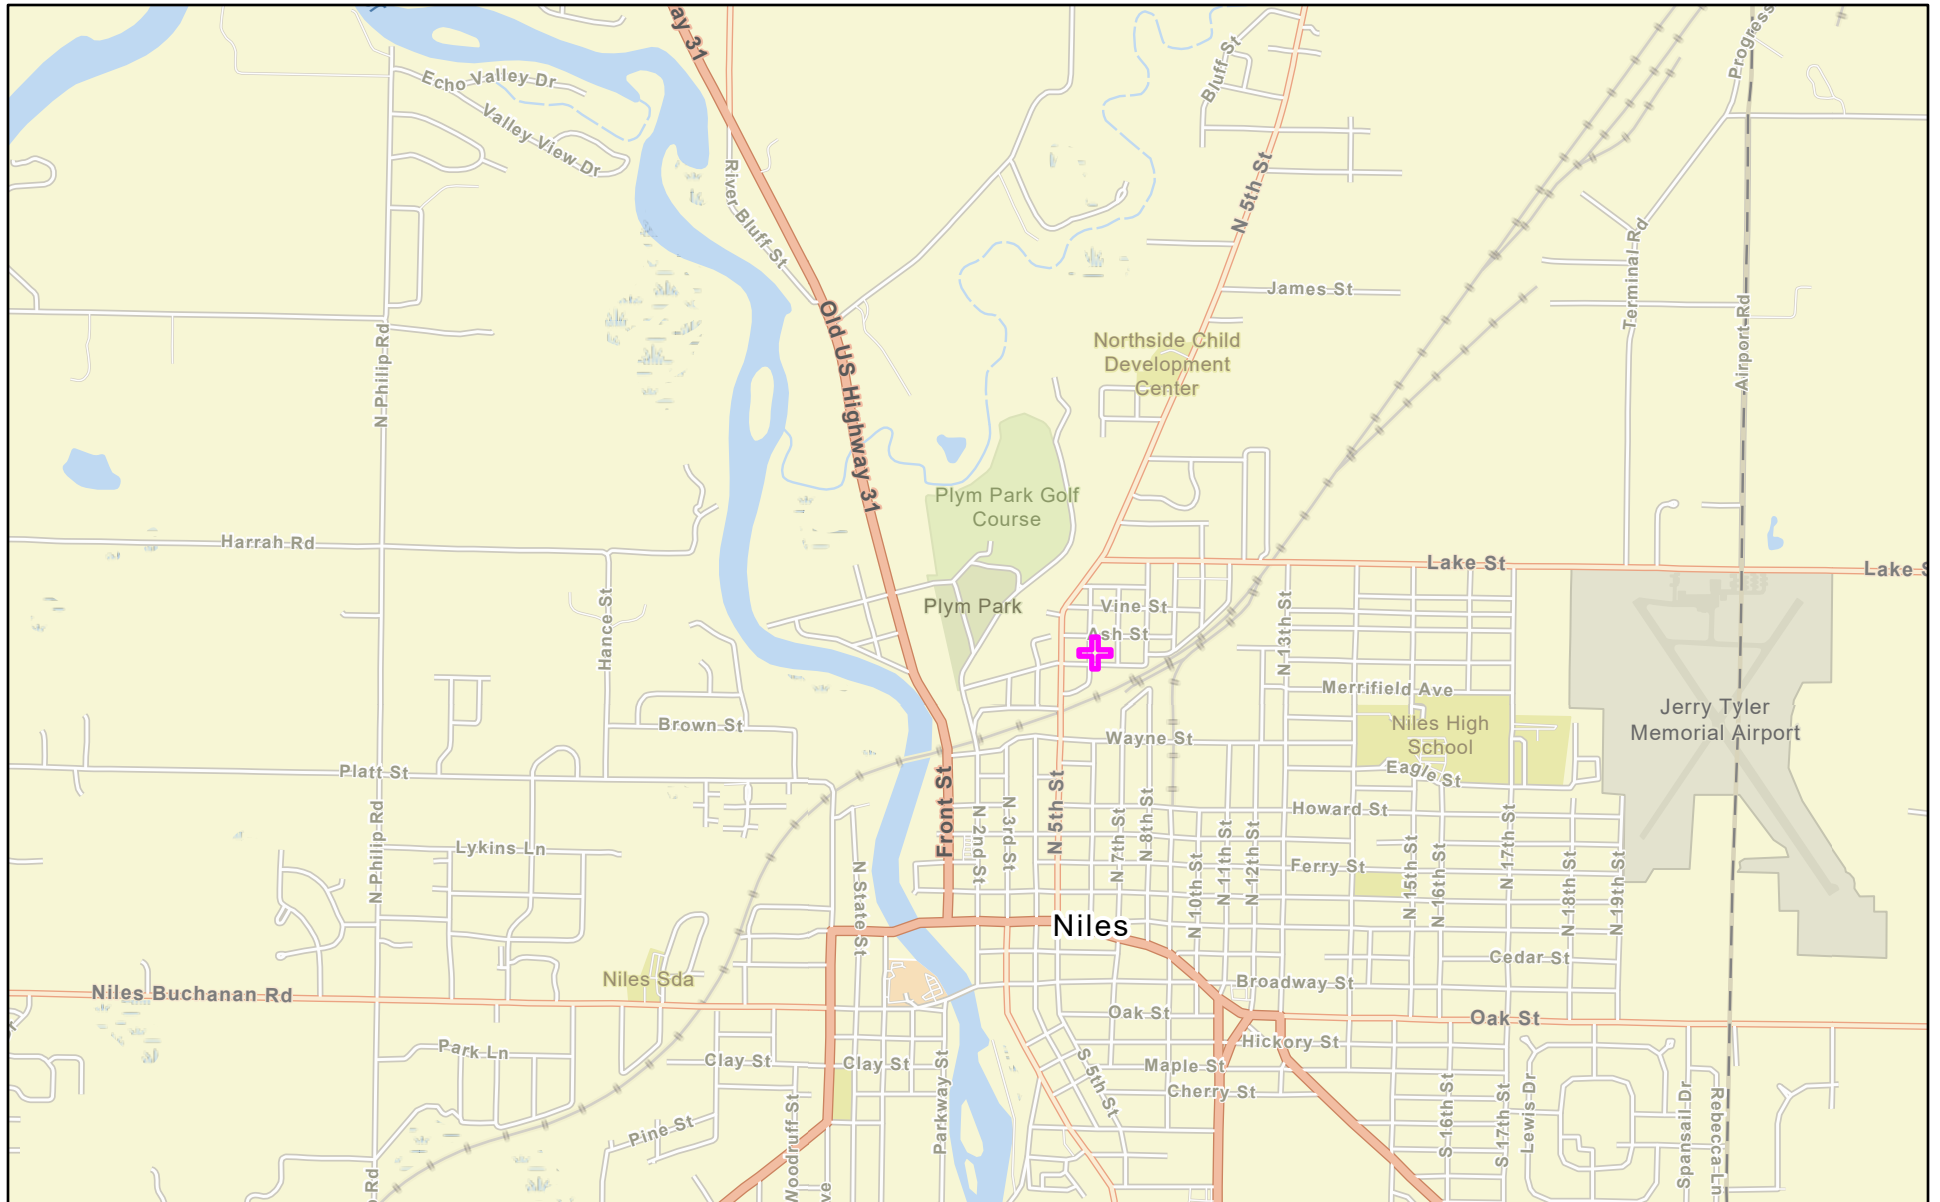 ay 31
Progress
Bluff St
Echo Valley Dr
Valley View Dr
River Bluff St
N 5th St
Terminal Rd
James St
Airport Rd
Old US Highway 31
N Philip Rd
Northside Child
Development
Center
Plym Park Golf
Course
Harrah Rd
Lake St
Lake S
Plym Park
Vine St
Ash St
Hance St
N 13th St
Merrifield Ave
Niles High
School
Jerry Tyler
Memorial Airport
Brown St
Wayne St
Platt St
Eagle St
Front St
N 2nd St
N 3rd St
N 5th St
N 7th St
N 8th St
Howard St
N Philip Rd
Lykins Ln
N State St
Ferry St
N 10th St
N 11th St
N 12th St
N 15th St
N 16th St
N 17th St
N 18th St
N 19th St
Niles
Niles Sda
Cedar St
Broadway St
Niles Buchanan Rd
Oak St
Oak St
Hickory St
Park Ln
Clay St
Clay St
Maple St
Cherry St
S 5th St
Parkway St
Woodruff St
Pine St
S 16th St
S 17th St
Lewis Dr
Spansail Dr
Rebecca Ln
Rd
ve